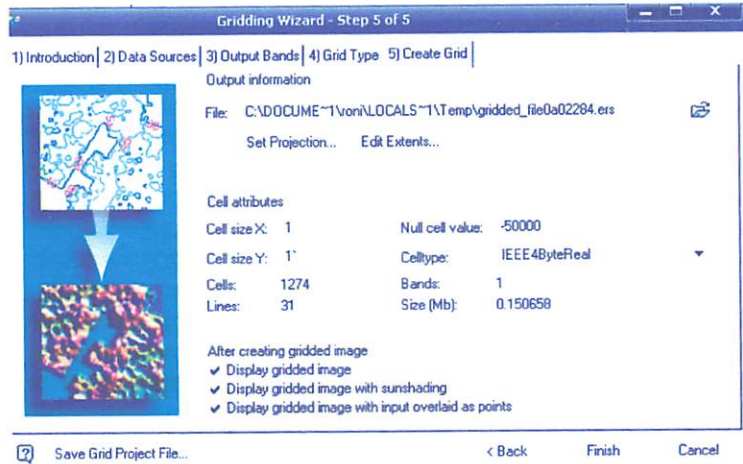 Gridding Wizard - Step 5 of 5
1) Introduction 2) Data Sources 3) Output Bands 4) Grid Type 5) Create Grid
Output information
File: C:\DOCUME~1\roni\LOCALS~1\Temp\gridded_file0a02284.ers
Set Projection... Edit Extents...
Cell attributes
Cell size X: 1 Null cell value: -50000
Cell size Y: 1` Celltype: IEEE4ByteReal
Cells: 1274 Bands: 1
Lines: 31 Size (Mb): 0.150658
After creating gridded image
Display gridded image
Display gridded image with sunshading
Display gridded image with input overlaid as points
Save Grid Project File... < Back Finish Cancel